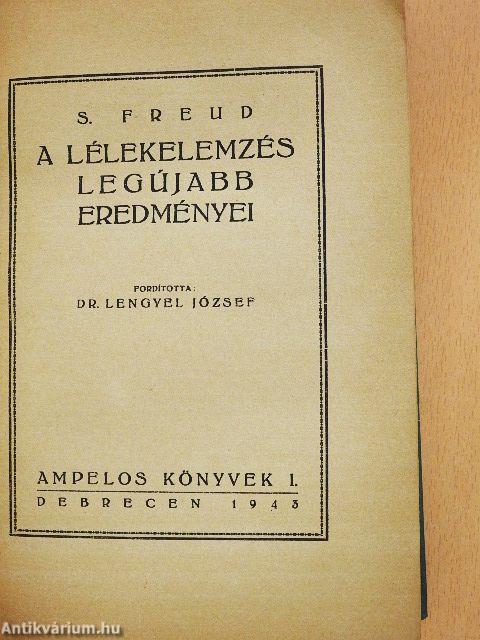 S. FREUD
A LÉLEKELEMZÉS
LEGÚJABB
EREDMÉNYEI
FORDÍTOTTA:
DR. LENGYEL JÓZSEF
AMPELOS KÖNYVEK I.
DEBRECEN 1943
Antikvárium.hu